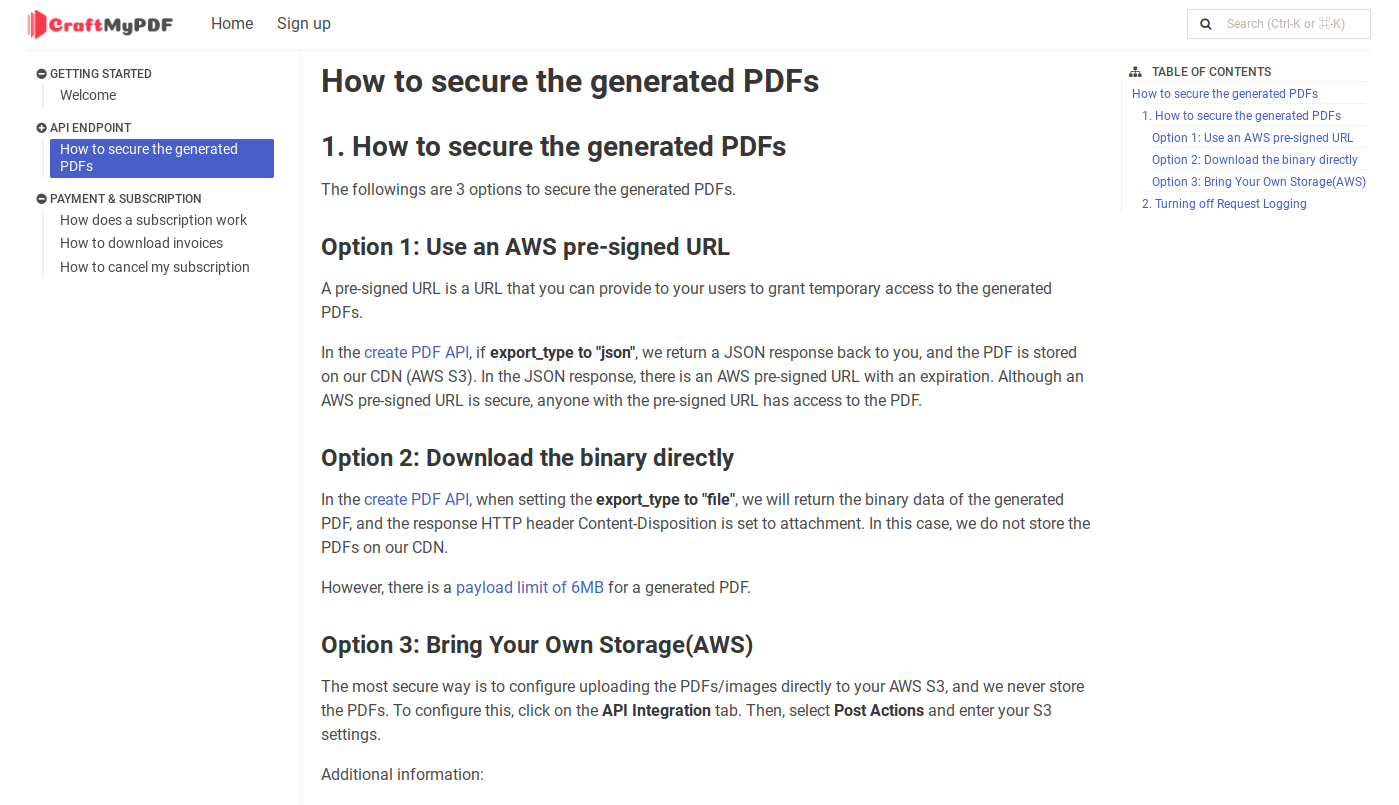 CraftMyPDF
Home
Sign up
Search (Ctrl-K or ⌘-K)
GETTING STARTED
Welcome
API ENDPOINT
How to secure the generated
PDFs
PAYMENT & SUBSCRIPTION
How does a subscription work
How to download invoices
How to cancel my subscription
How to secure the generated PDFs
1. How to secure the generated PDFs
The followings are 3 options to secure the generated PDFs.
Option 1: Use an AWS pre-signed URL
A pre-signed URL is a URL that you can provide to your users to grant temporary access to the generated
PDFs.
In the create PDF API, if export_type to "json", we return a JSON response back to you, and the PDF is stored
on our CDN (AWS S3). In the JSON response, there is an AWS pre-signed URL with an expiration. Although an
AWS pre-signed URL is secure, anyone with the pre-signed URL has access to the PDF.
Option 2: Download the binary directly
In the create PDF API, when setting the export_type to "file", we will return the binary data of the generated
PDF, and the response HTTP header Content-Disposition is set to attachment. In this case, we do not store the
PDFs on our CDN.
However, there is a payload limit of 6MB for a generated PDF.
Option 3: Bring Your Own Storage(AWS)
The most secure way is to configure uploading the PDFs/images directly to your AWS S3, and we never store
the PDFs. To configure this, click on the API Integration tab. Then, select Post Actions and enter your S3
settings.
Additional information:
TABLE OF CONTENTS
How to secure the generated PDFs
1. How to secure the generated PDFs
Option 1: Use an AWS pre-signed URL
Option 2: Download the binary directly
Option 3: Bring Your Own Storage(AWS)
2. Turning off Request Logging